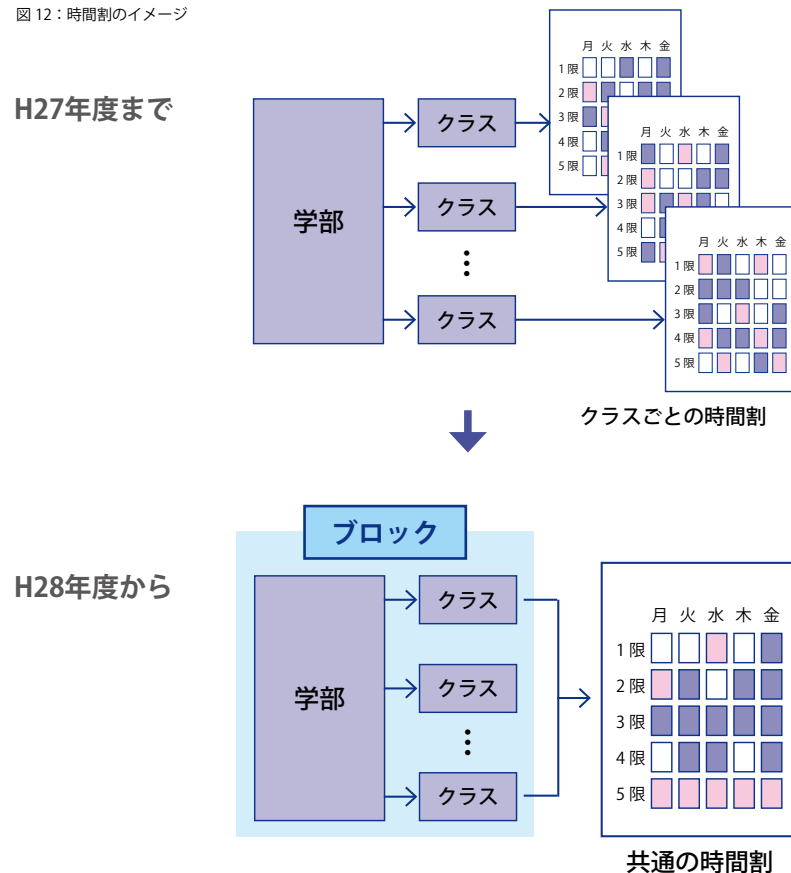 図 12：時間割のイメージ
H27年度まで
学部
クラス
クラス
⋮
クラス
月 火 水 木 金
1 限
2 限
3 限
4 限
5 限
月 火 水 木 金
1 限
2 限
3 限
4 限
5 限
月 火 水 木 金
1 限
2 限
3 限
4 限
5 限
クラスごとの時間割
H28年度から
ブロック
学部
クラス
クラス
⋮
クラス
月 火 水 木 金
1 限
2 限
3 限
4 限
5 限
共通の時間割